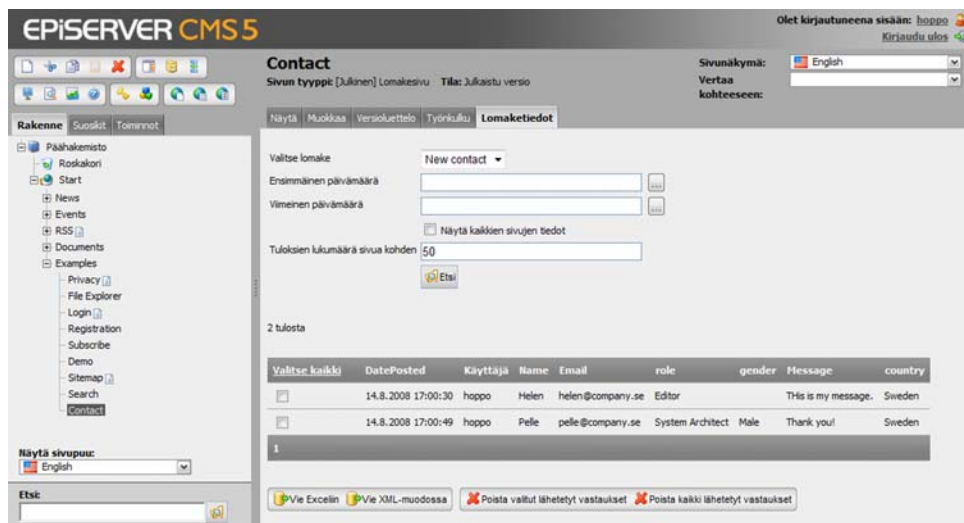 EPiSERVER CMS 5
Olet kirjautuneena sisään: hoppo
Kirjaudu ulos
Contact
Sivun tyyppi: [Julkinen] Lomakesivu Tila: Julkaistu versio
Sivunäkymä: English
Vertaa kohteeseen:
Rakenne Suosikit Toiminnot
Näytä Muokkaa Versioluettelo Työnkulku Lomaketiedot
Päähakemisto
Roskakori
Start
News
Events
RSS
Documents
Examples
Privacy
File Explorer
Login
Registration
Subscribe
Demo
Sitemap
Search
Contact
Näytä sivupuu:
English
Etsi:
Valitse lomake New contact
Ensimmäinen päivämäärä ...
Viimeinen päivämäärä ...
Näytä kaikkien sivujen tiedot
Tuloksien lukumäärä sivua kohden 50
Etsi
2 tulosta
Valitse kaikki DatePosted Käyttäjä Name Email role gender Message country
14.8.2008 17:00:30 hoppo Helen helen@company.se Editor THis is my message. Sweden
14.8.2008 17:00:49 hoppo Pelle pelle@company.se System Architect Male Thank you! Sweden
1
Vie Exceliin Vie XML-muodossa Poista valitut lähetetyt vastaukset Poista kaikki lähetetyt vastaukset